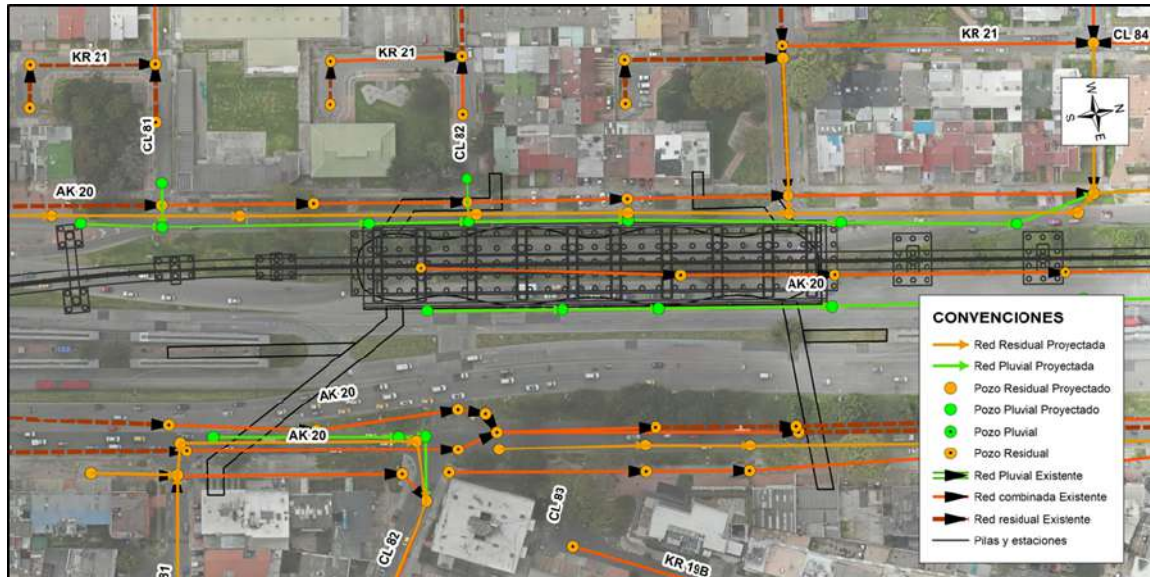 KR 21
KR 21
KR 21
CL 84
N
W
S
E
CL 81
CL 82
AK 20
AK 20
AK 20
AK 20
CL 83
CL 82
81
KR 19B
CONVENCIONES
Red Residual Proyectada
Red Pluvial Proyectada
Pozo Residual Proyectado
Pozo Pluvial Proyectado
Pozo Pluvial
Pozo Residual
Red Pluvial Existente
Red combinada Existente
Red residual Existente
Pilas y estaciones